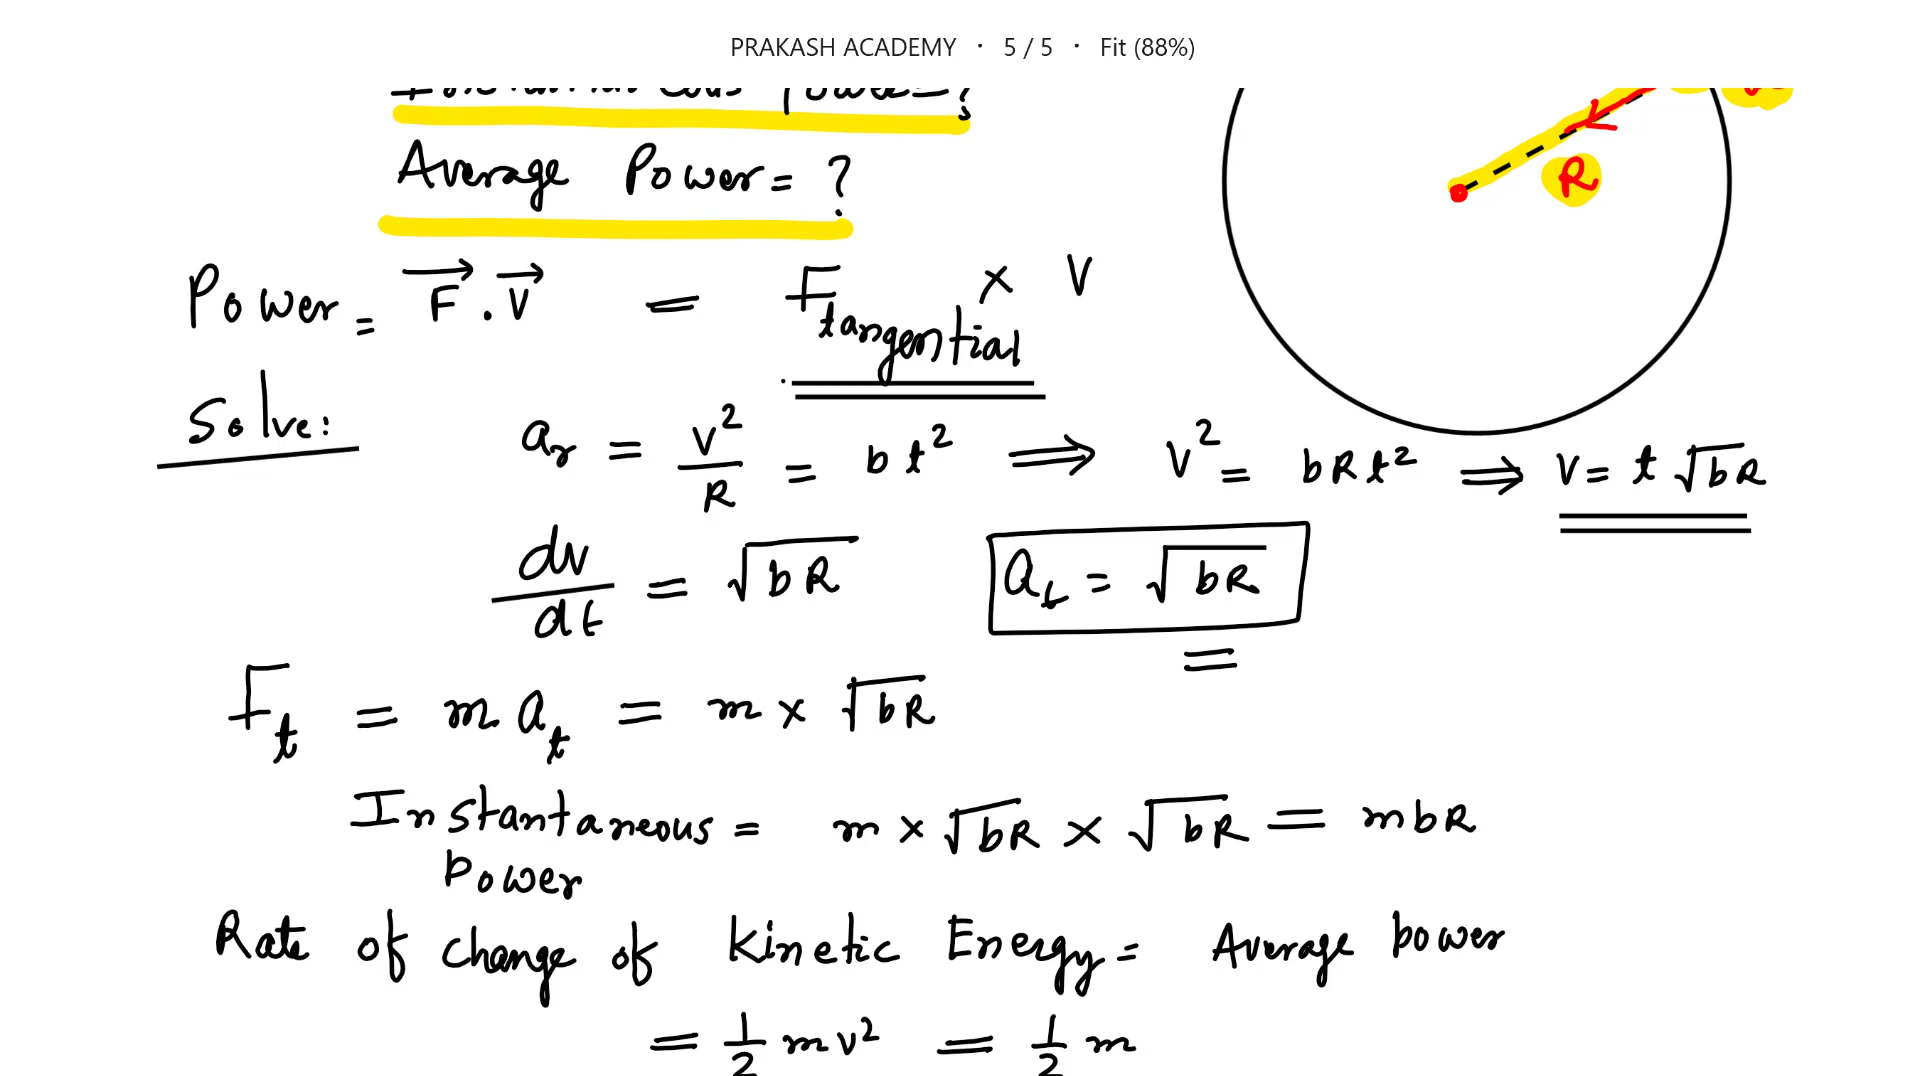 PRAKASH ACADEMY · 5 / 5 · Fit (88%)
Power = ?
Average Power = ?
R
Power = F . V = F tangential × V
Solve:
aᵣ = v²/R = bt² ⟹ v² = bRt² ⟹ v = t √bR
dv/dt = √bR
aₜ = √bR
Fₜ = m aₜ = m × √bR
Instantaneous = m × √bR × √bR = mbR
power
Rate of change of Kinetic Energy = Average power
= 1/2 mv² = 1/2 m